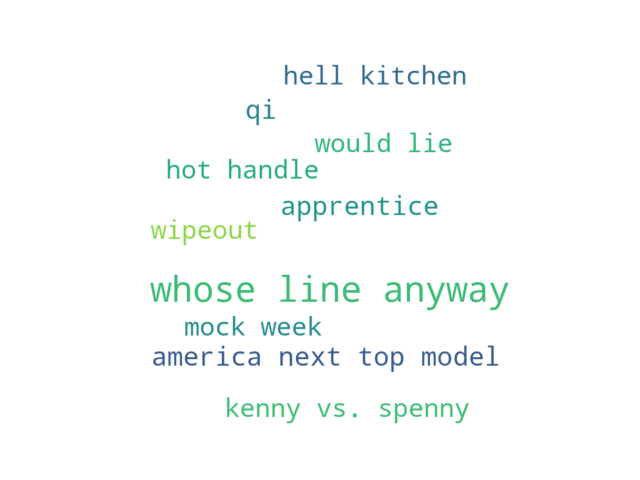 hell kitchen
qi
would lie
hot handle
apprentice
wipeout
whose line anyway
mock week
america next top model
kenny vs. spenny